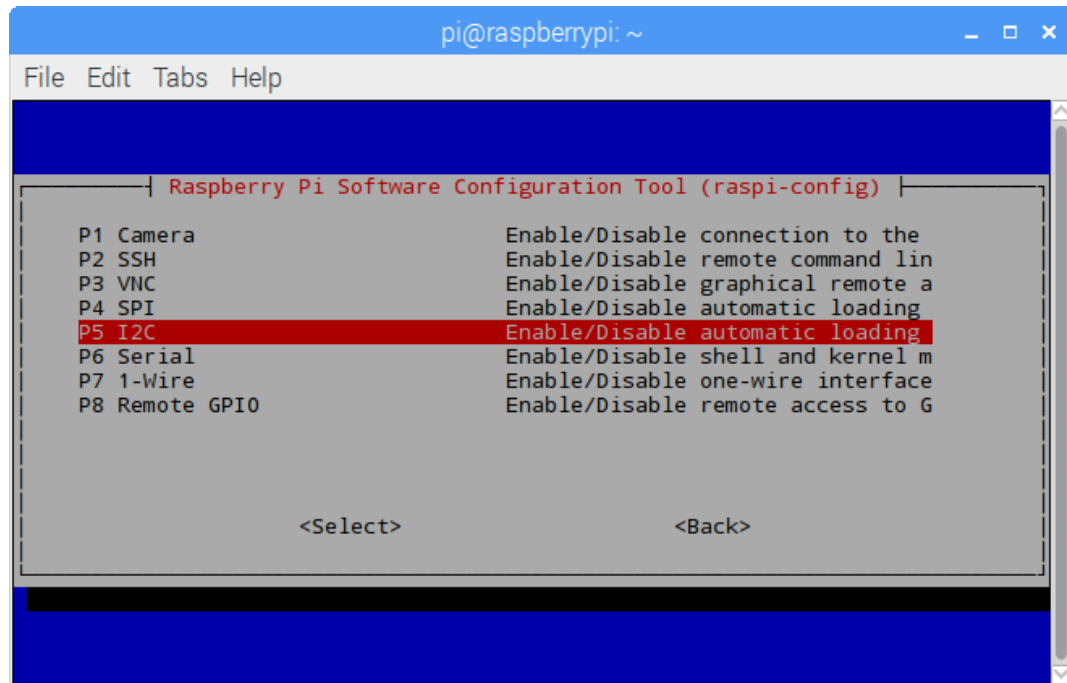 pi@raspberrypi: ~
File Edit Tabs Help
Raspberry Pi Software Configuration Tool (raspi-config)
P1 Camera Enable/Disable connection to the
P2 SSH Enable/Disable remote command lin
P3 VNC Enable/Disable graphical remote a
P4 SPI Enable/Disable automatic loading
P5 I2C Enable/Disable automatic loading
P6 Serial Enable/Disable shell and kernel m
P7 1-Wire Enable/Disable one-wire interface
P8 Remote GPIO Enable/Disable remote access to G
<Select> <Back>